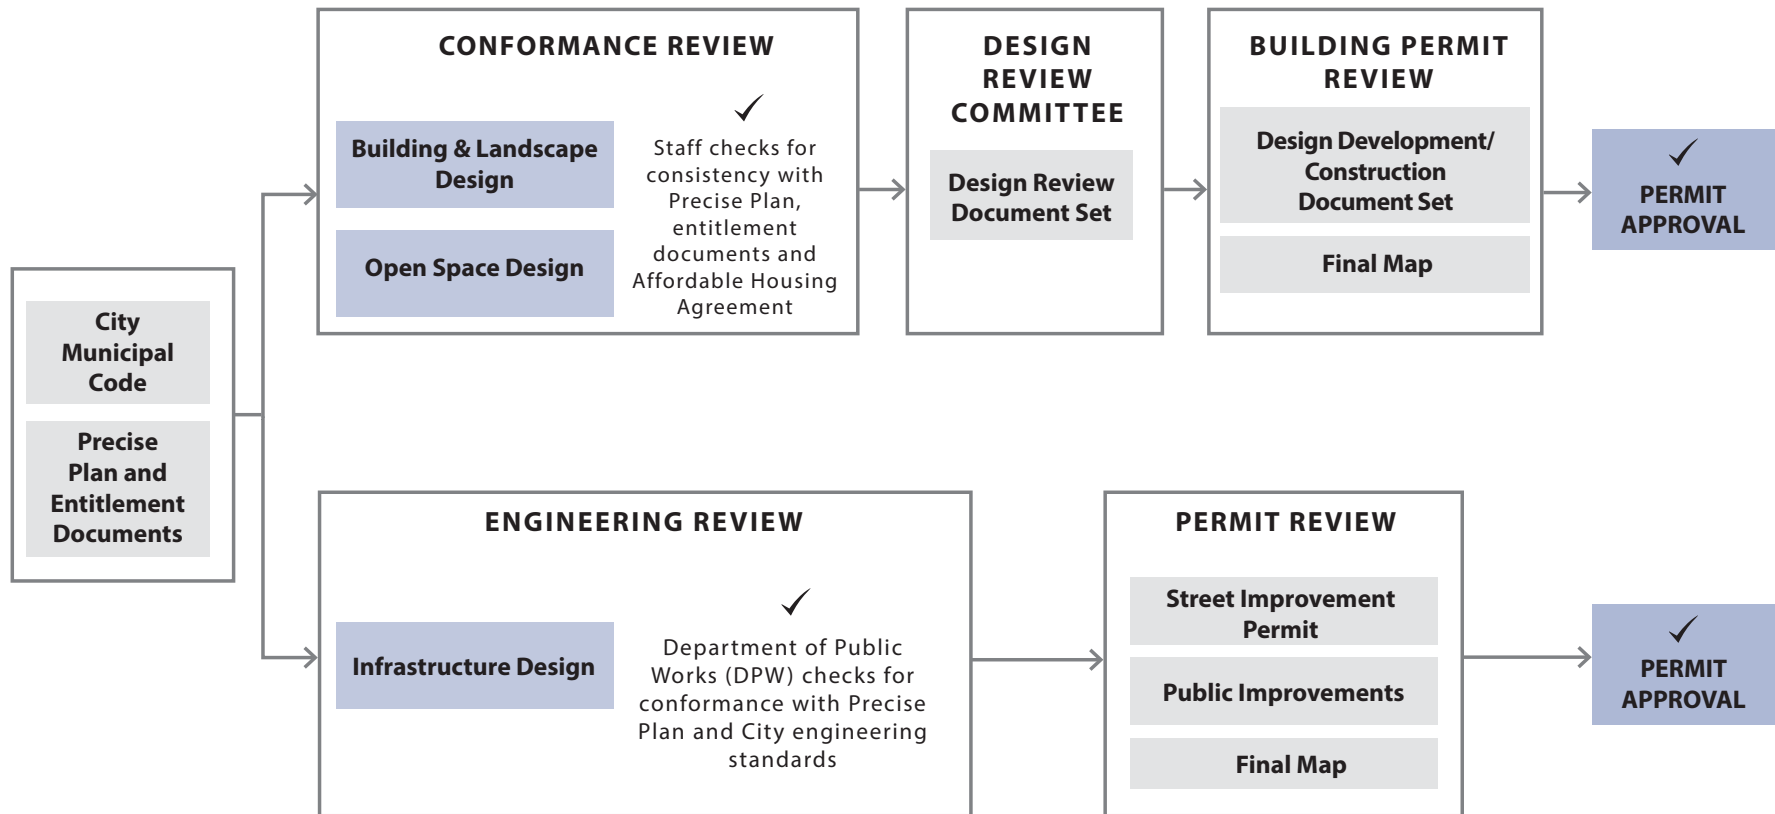 City
Municipal
Code
Precise
Plan and
Entitlement
Documents
CONFORMANCE REVIEW
Building & Landscape
Design
Open Space Design
Staff checks for
consistency with
Precise Plan,
entitlement
documents and
Affordable Housing
Agreement
DESIGN
REVIEW
COMMITTEE
Design Review
Document Set
BUILDING PERMIT
REVIEW
Design Development/
Construction
Document Set
Final Map
PERMIT
APPROVAL
ENGINEERING REVIEW
Infrastructure Design
Department of Public
Works (DPW) checks for
conformance with Precise
Plan and City engineering
standards
PERMIT REVIEW
Street Improvement
Permit
Public Improvements
Final Map
PERMIT
APPROVAL